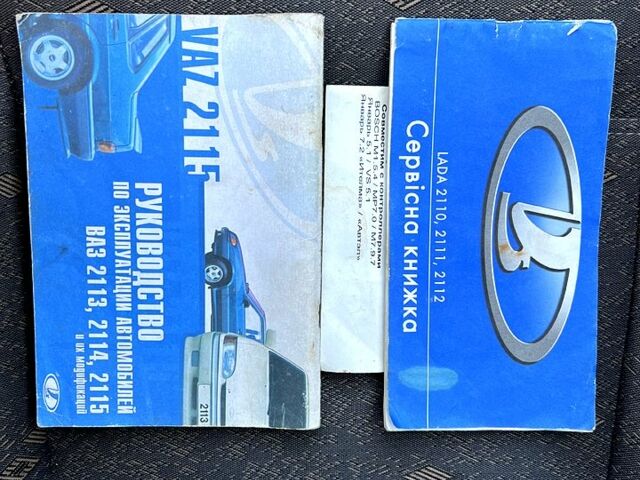 VAZ 2115
РУКОВОДСТВО
ПО ЭКСПЛУАТАЦИИ АВТОМОБИЛЕЙ
ВАЗ 2113, 2114, 2115
и их модификаций
2113
Совместим с контроллерами
BOSCH M1.5.4 / MP7.0 / M7.9.7
Январь 5.1 / VS 5.1
Январь 7.2 «Ителма» / «Автэл»
LADA 2110, 2111, 2112
Сервісна книжка